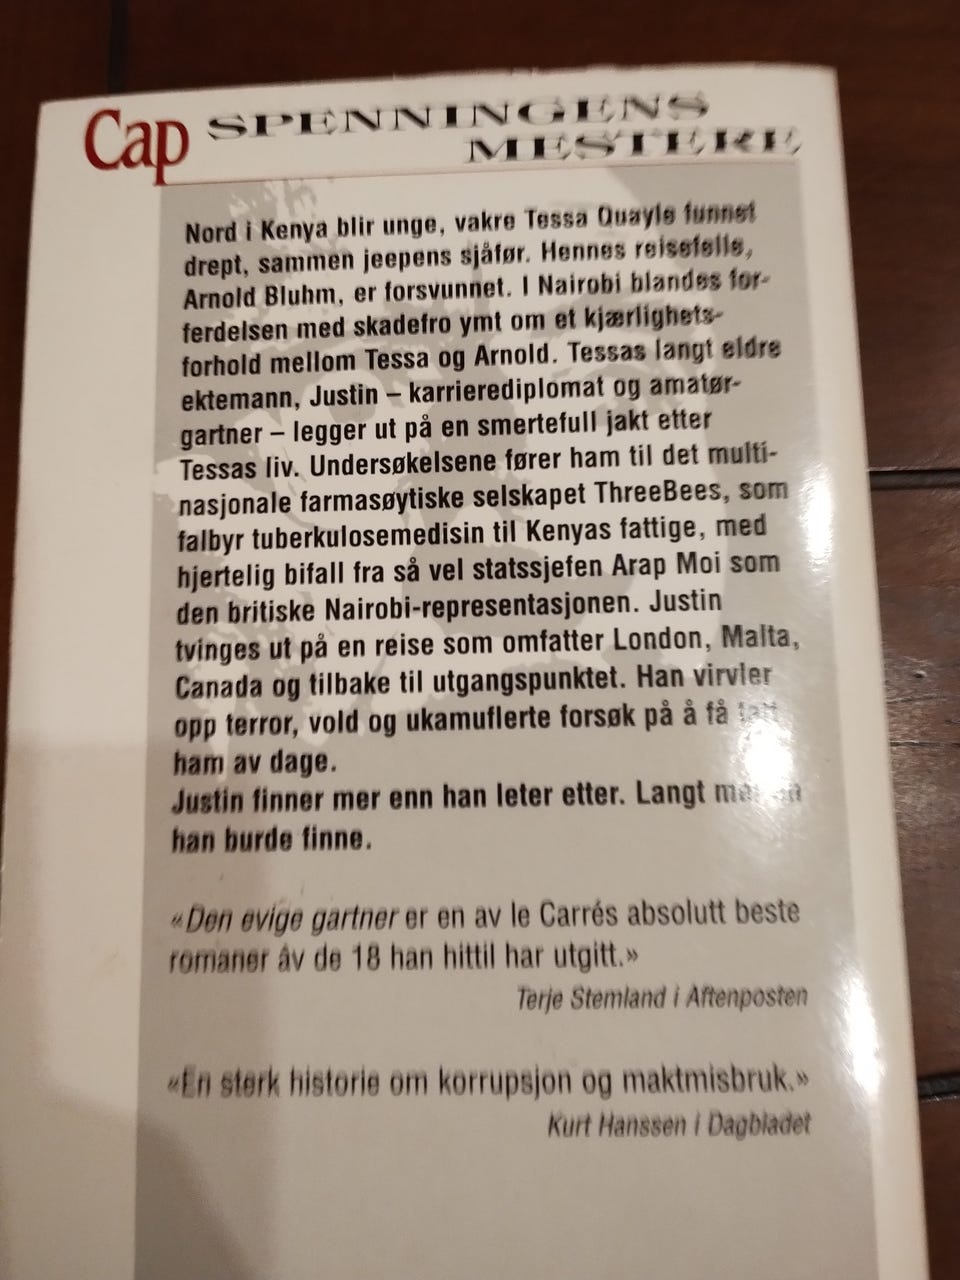 Cap SPENNINGENS
MESTERE
Nord i Kenya blir unge, vakre Tessa Quayle funnet
drept, sammen jeepens sjåfør. Hennes reisefelle,
Arnold Bluhm, er forsvunnet. I Nairobi blandes for-
ferdelsen med skadefro ymt om et kjærlighets-
forhold mellom Tessa og Arnold. Tessas langt eldre
ektemann, Justin – karrierediplomat og amatør-
gartner – legger ut på en smertefull jakt etter
Tessas liv. Undersøkelsene fører ham til det multi-
nasjonale farmasøytiske selskapet ThreeBees, som
falbyr tuberkulosemedisin til Kenyas fattige, med
hjertelig bifall fra så vel statssjefen Arap Moi som
den britiske Nairobi-representasjonen. Justin
tvinges ut på en reise som omfatter London, Malta,
Canada og tilbake til utgangspunktet. Han virvler
opp terror, vold og ukamuflerte forsøk på å få
ham av dage.
Justin finner mer enn han leter etter. Langt
han burde finne.
«Den evige gartner er en av le Carrés absolutt beste
romaner av de 18 han hittil har utgitt.»
Terje Stemland i Aftenposten
«En sterk historie om korrupsjon og maktmisbruk.»
Kurt Hanssen i Dagbladet